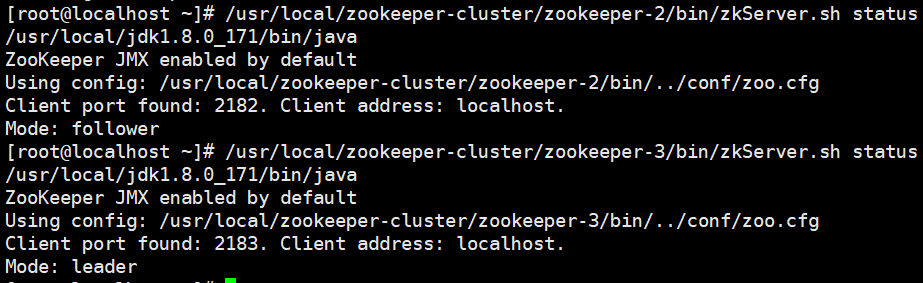 [root@localhost ~]# /usr/local/zookeeper-cluster/zookeeper-2/bin/zkServer.sh status
/usr/local/jdk1.8.0_171/bin/java
ZooKeeper JMX enabled by default
Using config: /usr/local/zookeeper-cluster/zookeeper-2/bin/../conf/zoo.cfg
Client port found: 2182. Client address: localhost.
Mode: follower
[root@localhost ~]# /usr/local/zookeeper-cluster/zookeeper-3/bin/zkServer.sh status
/usr/local/jdk1.8.0_171/bin/java
ZooKeeper JMX enabled by default
Using config: /usr/local/zookeeper-cluster/zookeeper-3/bin/../conf/zoo.cfg
Client port found: 2183. Client address: localhost.
Mode: leader